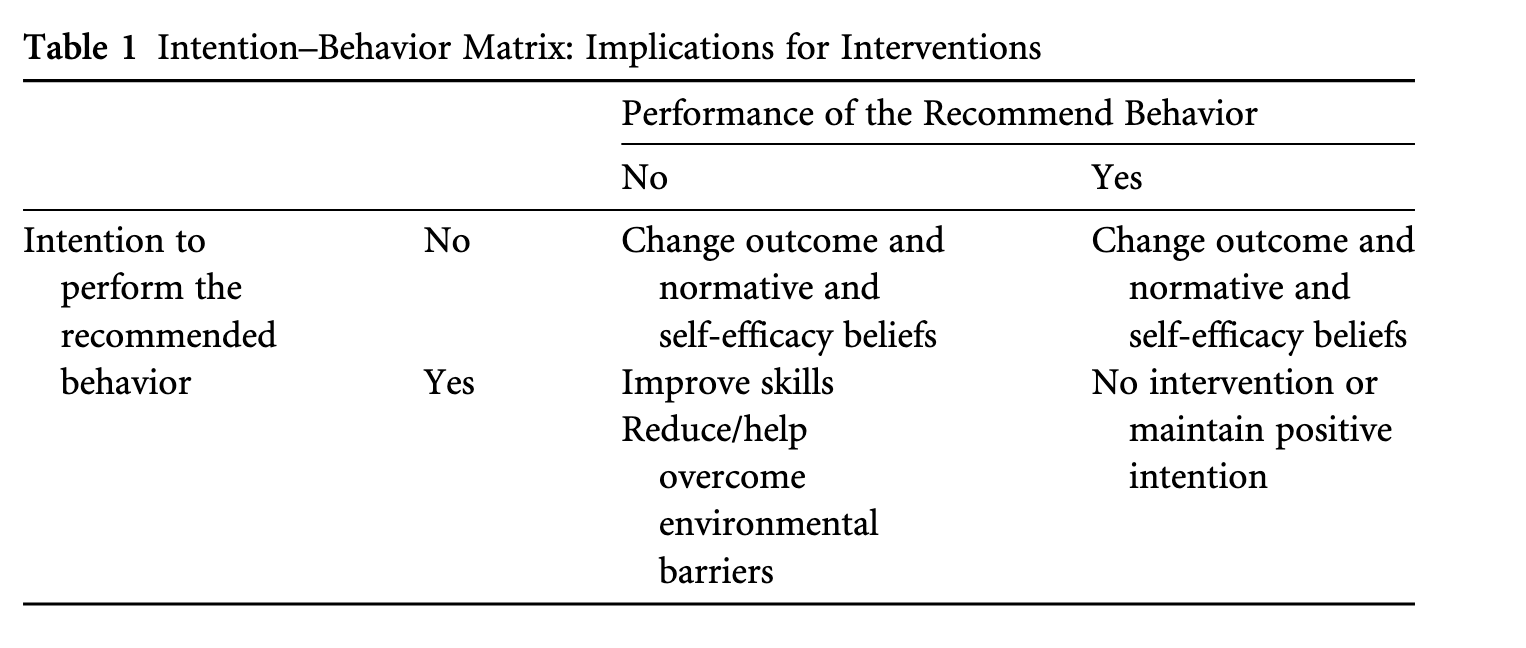 Table 1 Intention–Behavior Matrix: Implications for Interventions
Performance of the Recommend Behavior
No Yes
Intention to No Change outcome and Change outcome and
perform the normative and normative and
recommended self-efficacy beliefs self-efficacy beliefs
behavior Yes Improve skills No intervention or
Reduce/help maintain positive
overcome intention
environmental
barriers